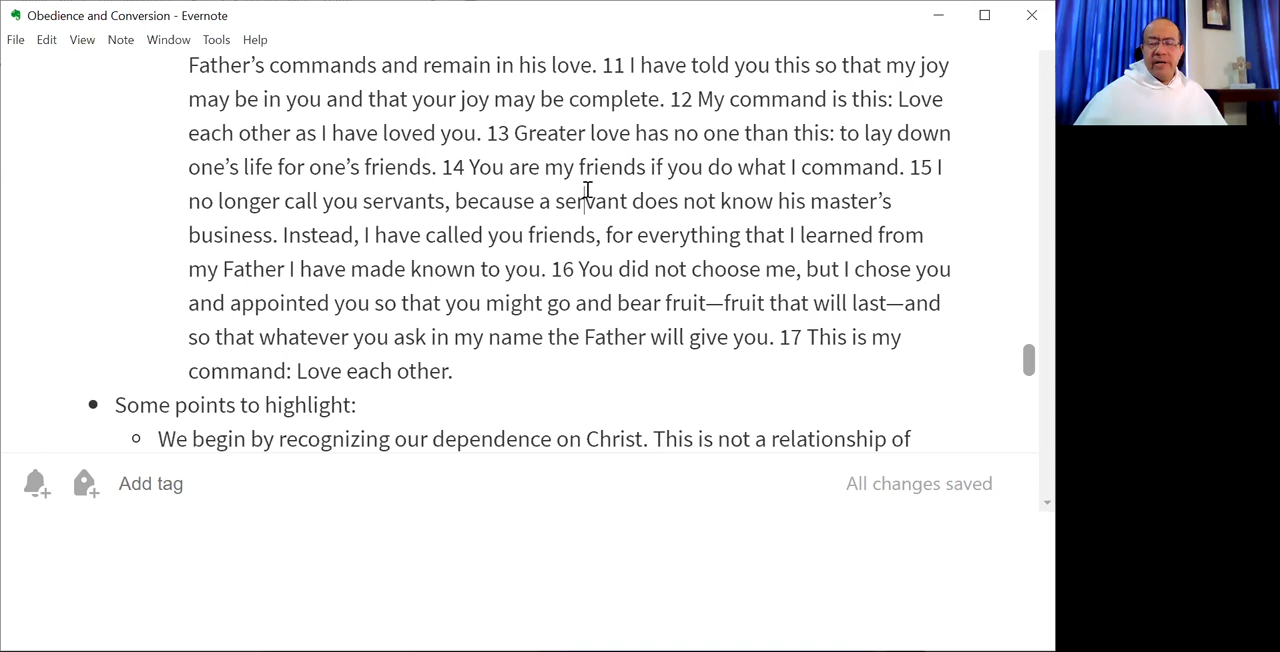 Obedience and Conversion - Evernote
File Edit View Note Window Tools Help
Father’s commands and remain in his love. 11 I have told you this so that my joy
may be in you and that your joy may be complete. 12 My command is this: Love
each other as I have loved you. 13 Greater love has no one than this: to lay down
one’s life for one’s friends. 14 You are my friends if you do what I command. 15 I
no longer call you servants, because a servant does not know his master’s
business. Instead, I have called you friends, for everything that I learned from
my Father I have made known to you. 16 You did not choose me, but I chose you
and appointed you so that you might go and bear fruit—fruit that will last—and
so that whatever you ask in my name the Father will give you. 17 This is my
command: Love each other.
Some points to highlight:
We begin by recognizing our dependence on Christ. This is not a relationship of
Add tag All changes saved